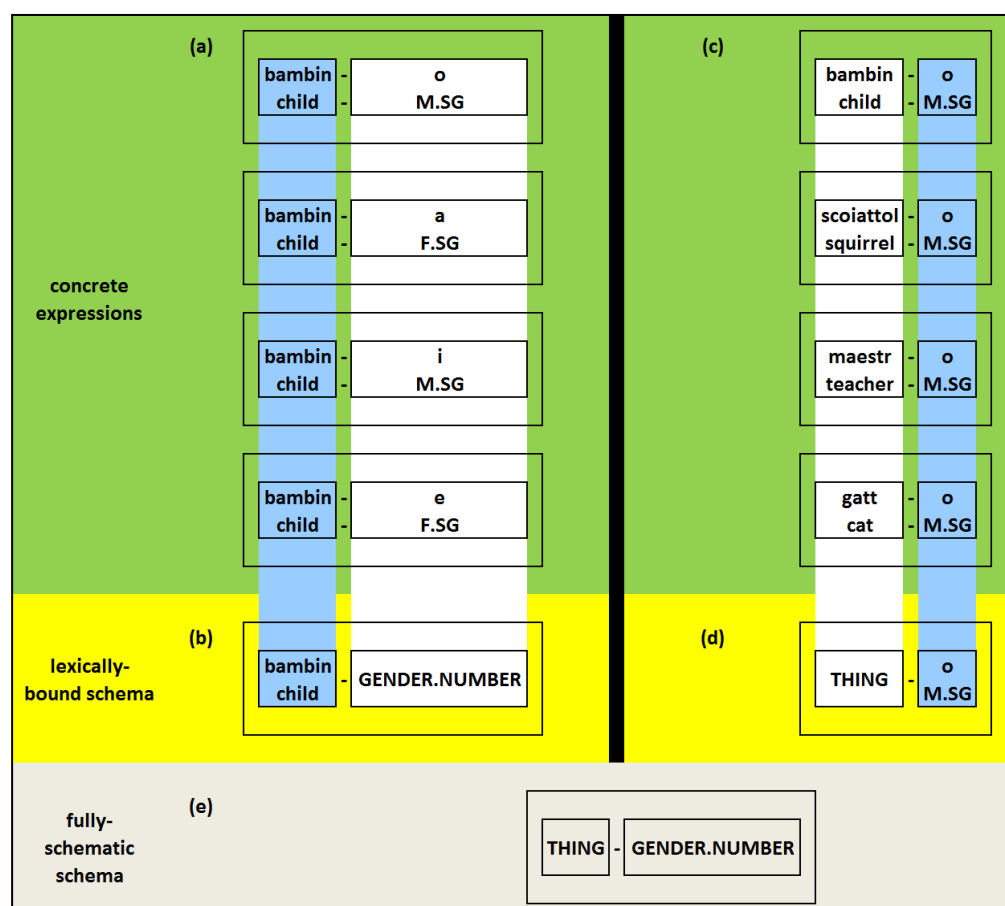 (a)
bambin - o
child - M.SG
bambin - a
child - F.SG
bambin - i
child - M.SG
bambin - e
child - F.SG
(c)
bambin - o
child - M.SG
scoiattol - o
squirrel - M.SG
maestr - o
teacher - M.SG
gatt - o
cat - M.SG
concrete
expressions
lexically-
bound schema
(b)
bambin
child
- GENDER.NUMBER
(d)
THING -
o
M.SG
fully-
schematic
schema
(e)
THING - GENDER.NUMBER